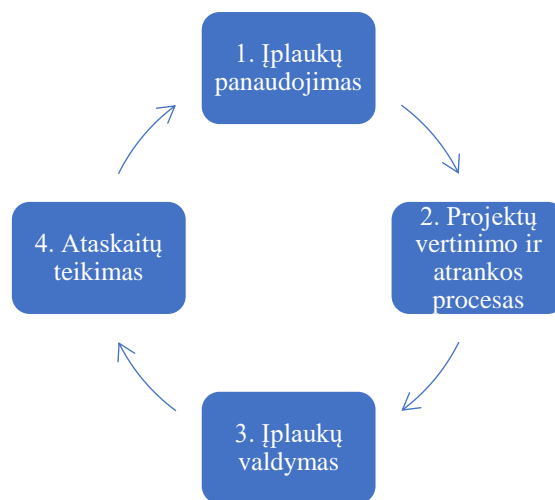 1. Įplaukų
panaudojimas
2. Projektų
vertinimo ir
atrankos
procesas
3. Įplaukų
valdymas
4. Ataskaitų
teikimas